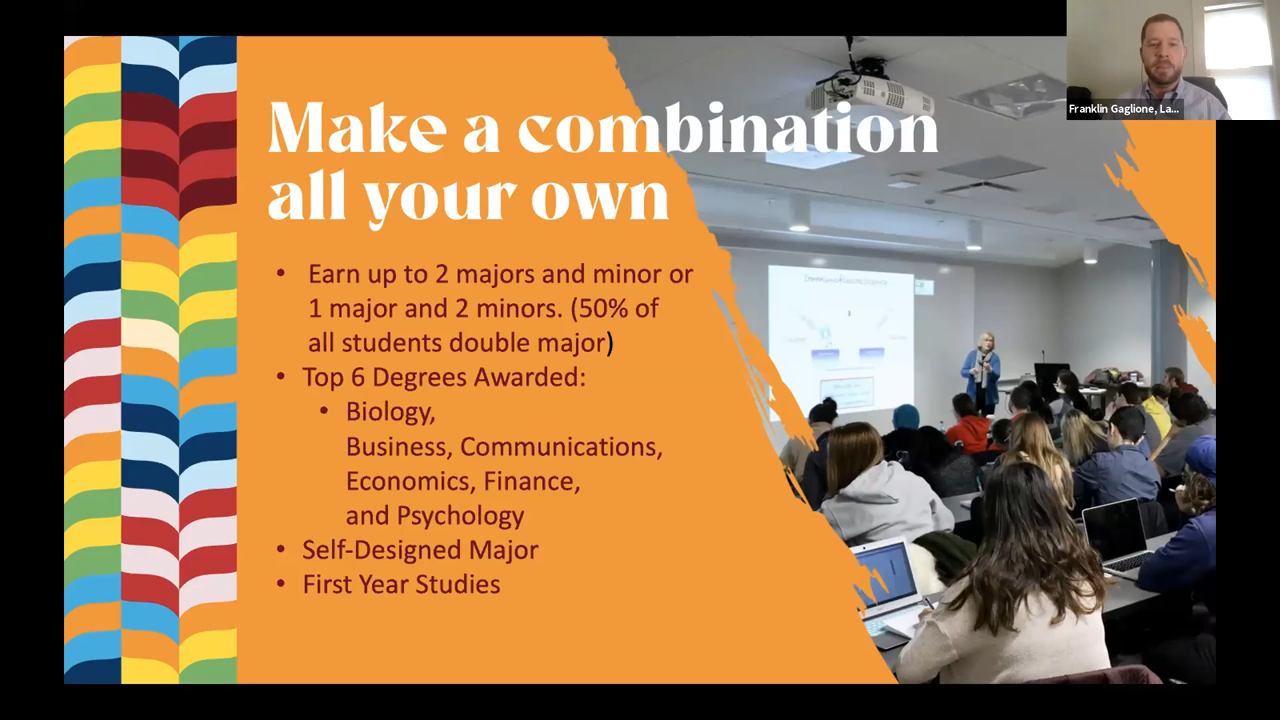 Franklin Gaglione, La...
Make a combination
all your own
• Earn up to 2 majors and minor or
1 major and 2 minors. (50% of
all students double major)
• Top 6 Degrees Awarded:
• Biology,
Business, Communications,
Economics, Finance,
and Psychology
• Self-Designed Major
• First Year Studies